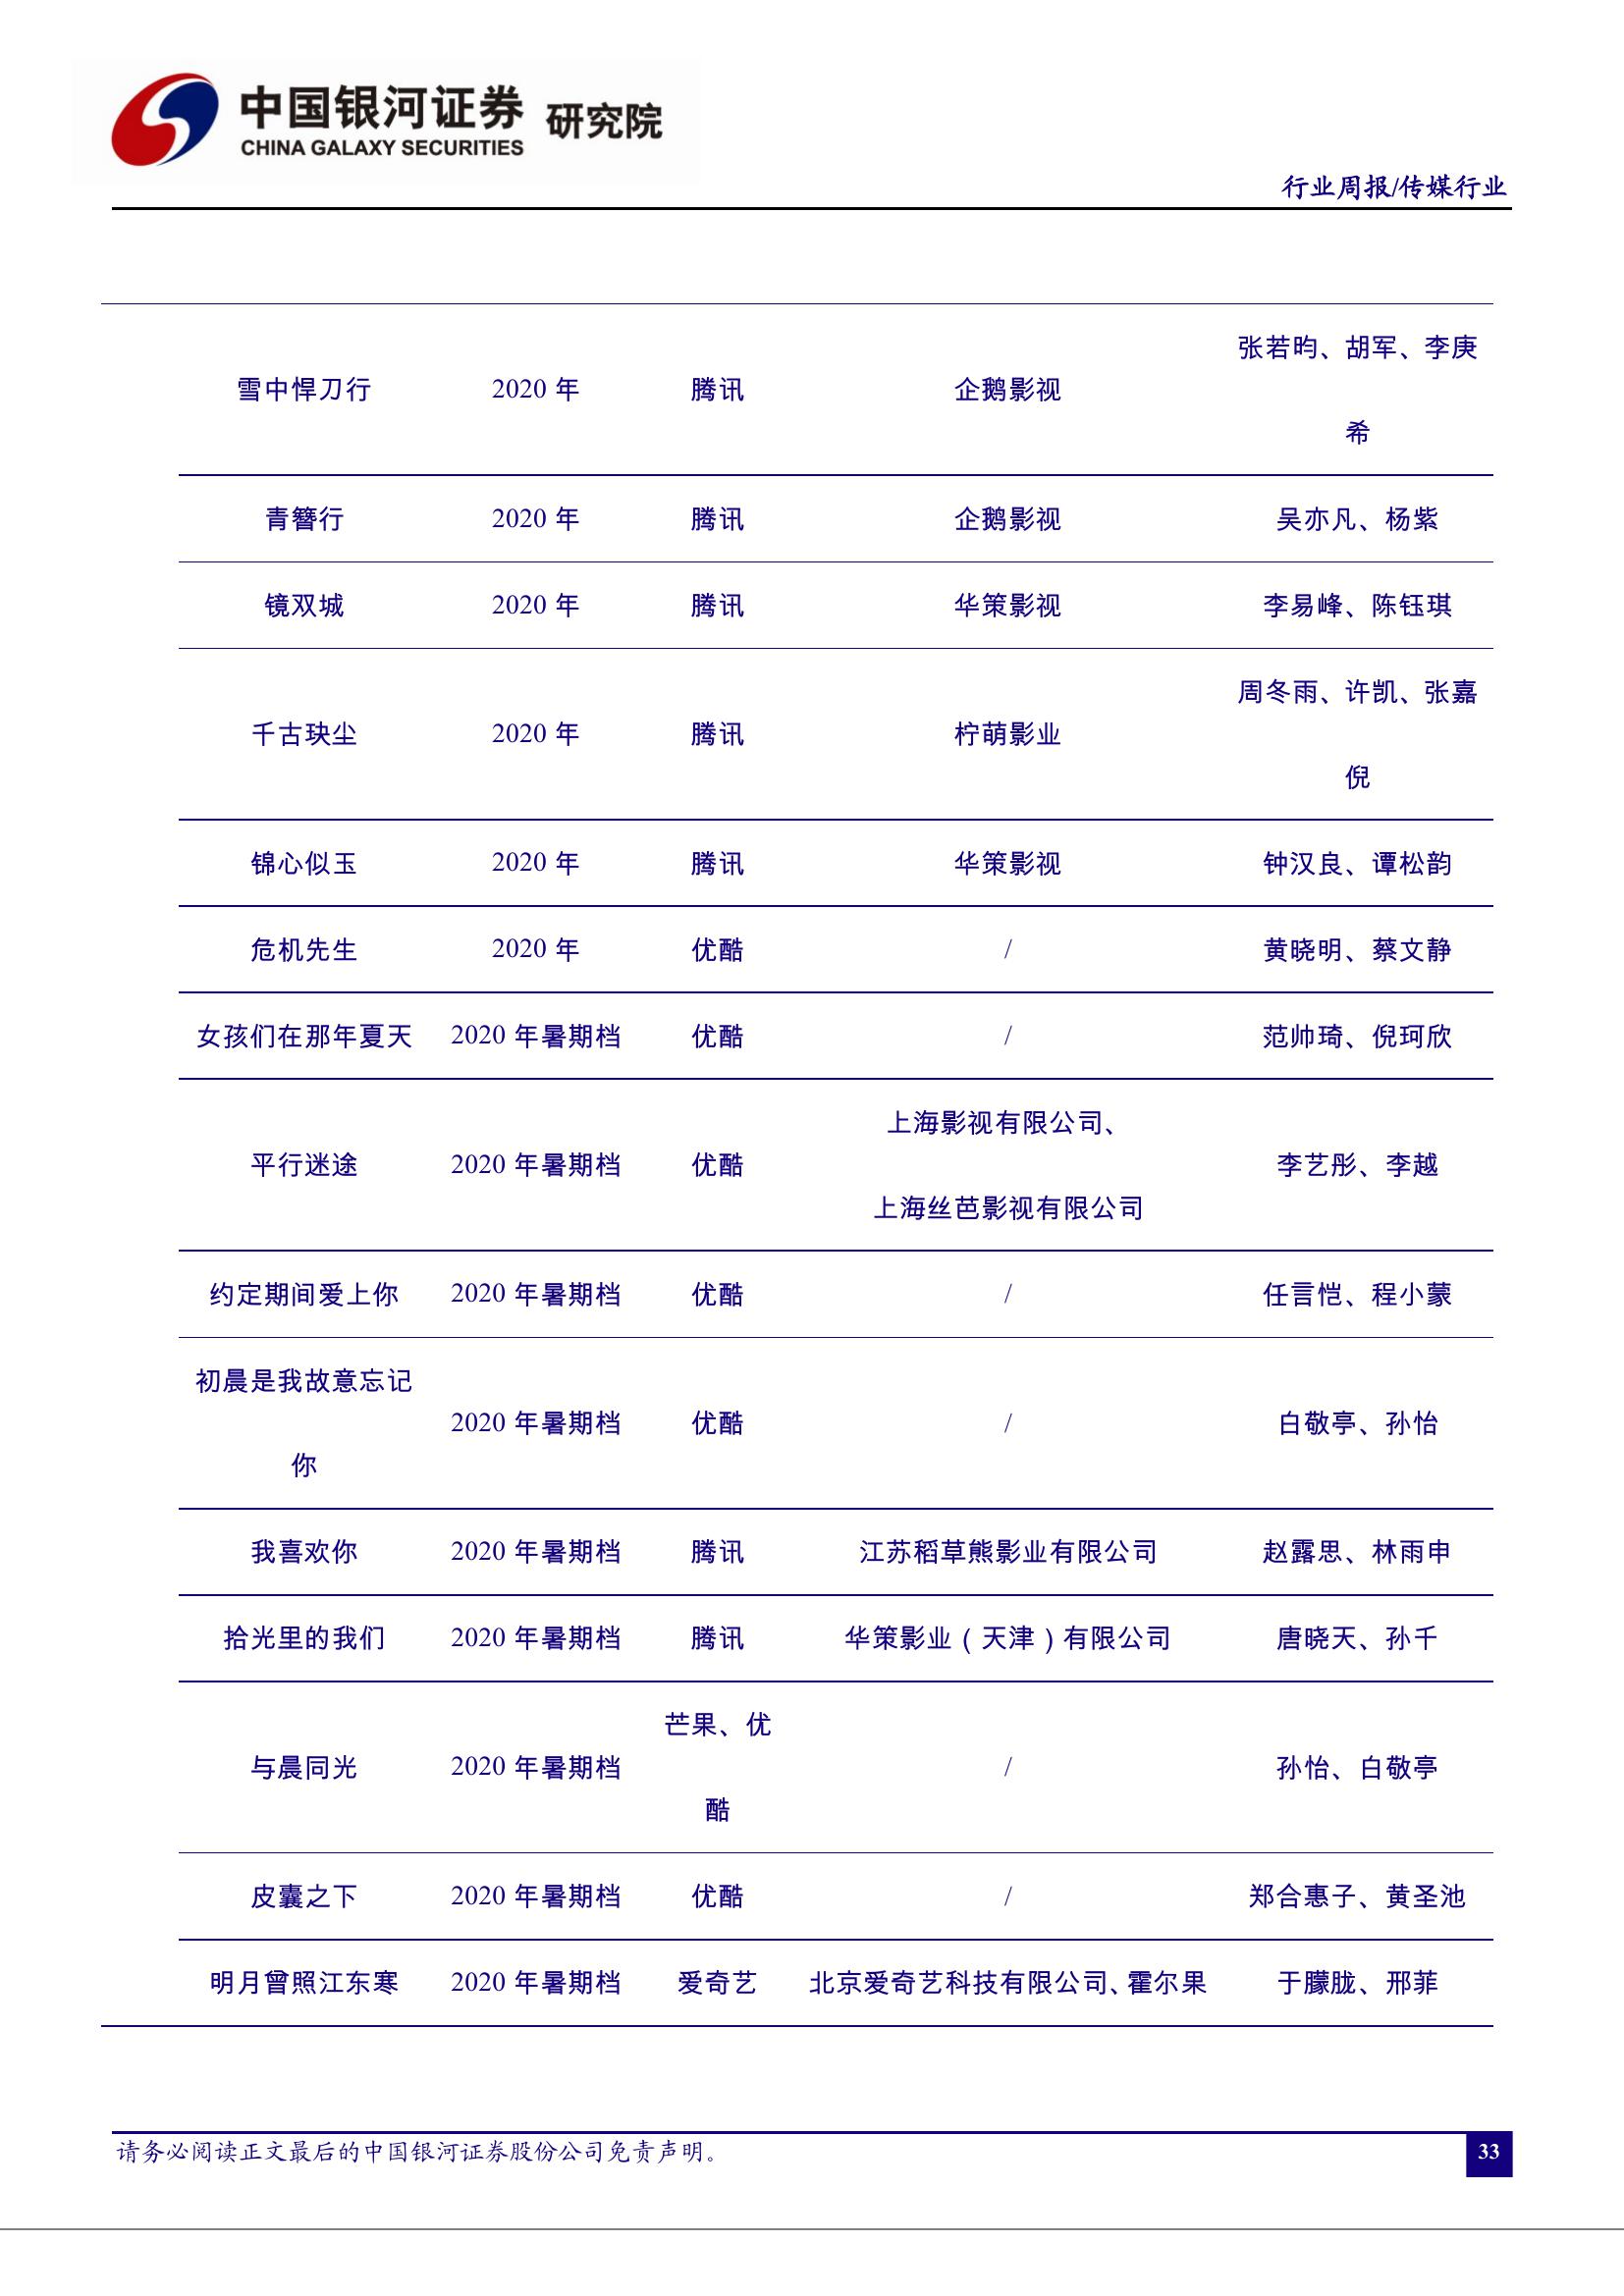 中国银河证券 研究院
CHINA GALAXY SECURITIES
行业周报/传媒行业
雪中悍刀行 2020 年 腾讯 企鹅影视 张若昀、胡军、李庚
希
青簪行 2020 年 腾讯 企鹅影视 吴亦凡、杨紫
镜双城 2020 年 腾讯 华策影视 李易峰、陈钰琪
千古玦尘 2020 年 腾讯 柠萌影业 周冬雨、许凯、张嘉
倪
锦心似玉 2020 年 腾讯 华策影视 钟汉良、谭松韵
危机先生 2020 年 优酷 / 黄晓明、蔡文静
女孩们在那年夏天 2020 年暑期档 优酷 / 范帅琦、倪珂欣
平行迷途 2020 年暑期档 优酷 上海影视有限公司、
上海丝芭影视有限公司 李艺彤、李越
约定期间爱上你 2020 年暑期档 优酷 / 任言恺、程小蒙
初晨是我故意忘记
你 2020 年暑期档 优酷 / 白敬亭、孙怡
我喜欢你 2020 年暑期档 腾讯 江苏稻草熊影业有限公司 赵露思、林雨申
拾光里的我们 2020 年暑期档 腾讯 华策影业（天津）有限公司 唐晓天、孙千
与晨同光 2020 年暑期档 芒果、优
酷 / 孙怡、白敬亭
皮囊之下 2020 年暑期档 优酷 / 郑合惠子、黄圣池
明月曾照江东寒 2020 年暑期档 爱奇艺 北京爱奇艺科技有限公司、霍尔果 于朦胧、邢菲
请务必阅读正文最后的中国银河证券股份公司免责声明。
33